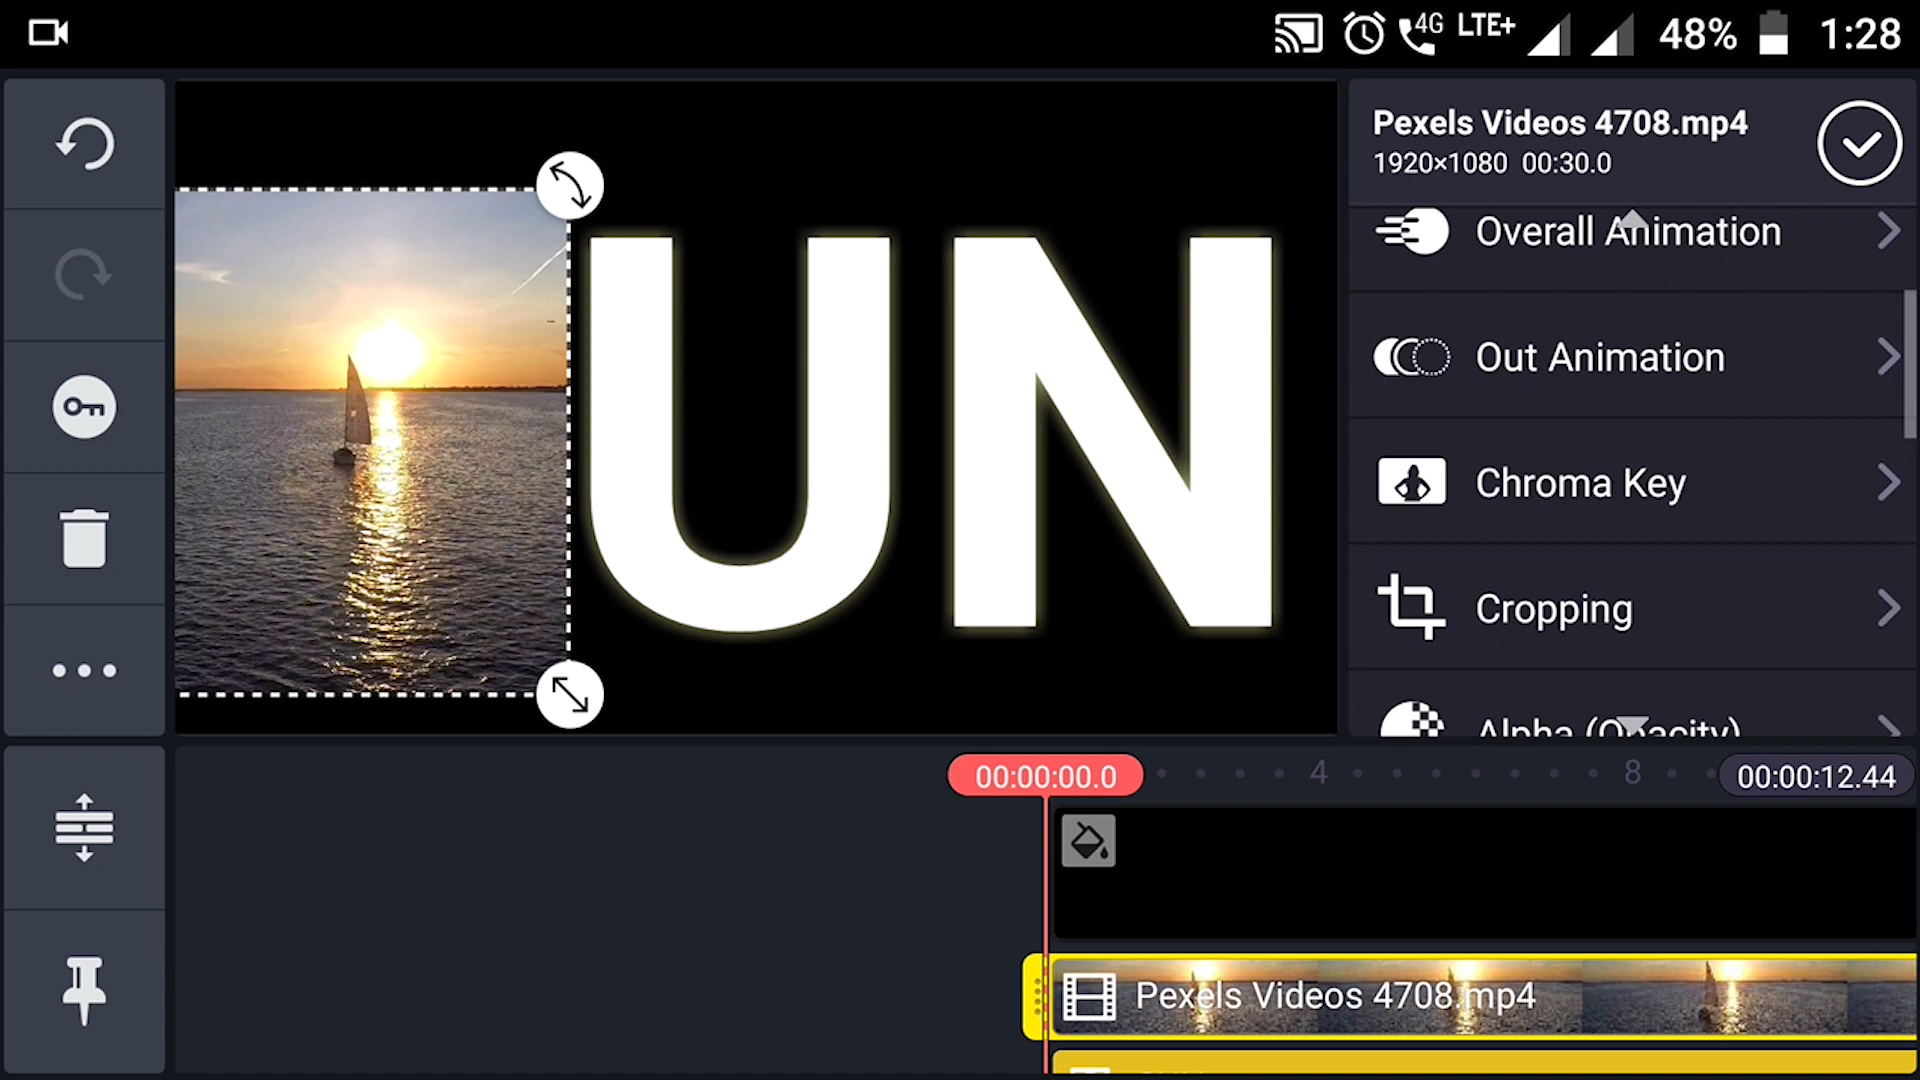 4G LTE+ 48% 1:28
Pexels Videos 4708.mp4
1920×1080 00:30.0
Overall Animation
UN
Out Animation
Chroma Key
Cropping
Alpha (Opacity)
00:00:00.0 4 8 00:00:12.44
Pexels Videos 4708.mp4